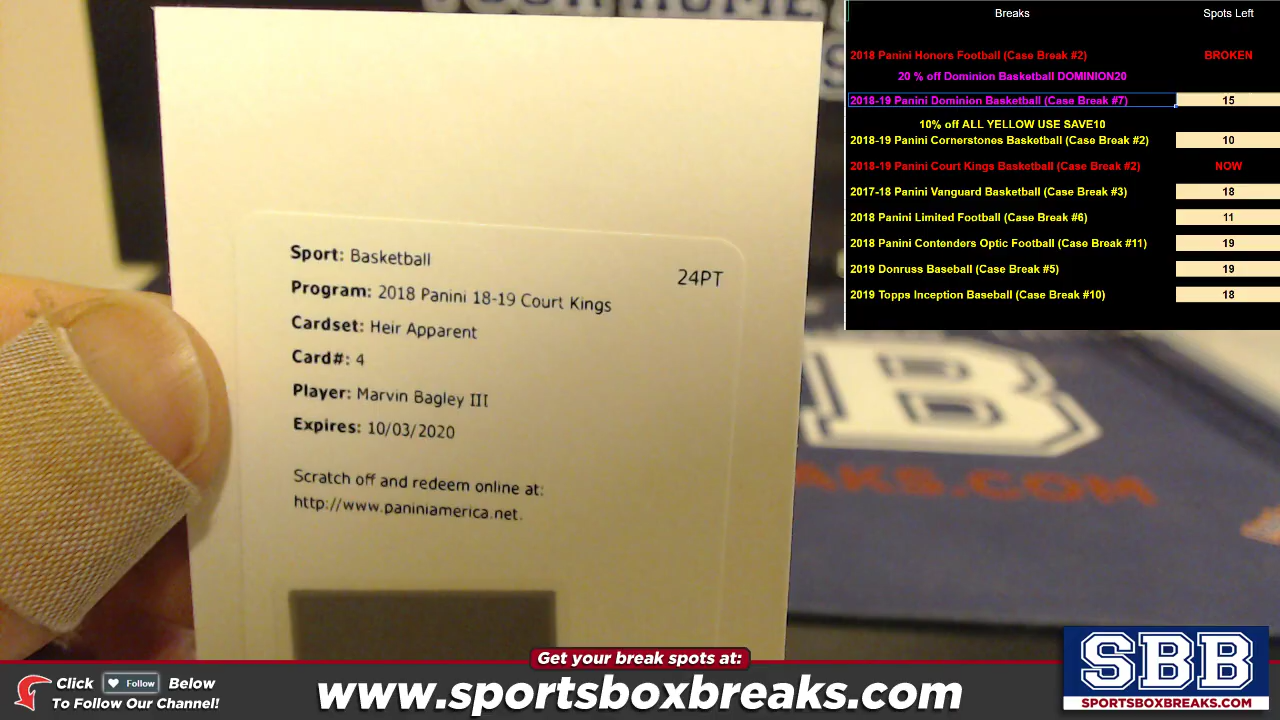 YOUR HOME
Sport: Basketball
24PT
Program: 2018 Panini 18-19 Court Kings
Cardset: Heir Apparent
Card#: 4
Player: Marvin Bagley III
Expires: 10/03/2020
Scratch off and redeem online at:
http://www.paniniamerica.net.
Breaks Spots Left
2018 Panini Honors Football (Case Break #2) BROKEN
20 % off Dominion Basketball DOMINION20
2018-19 Panini Dominion Basketball (Case Break #7) 15
10% off ALL YELLOW USE SAVE10
2018-19 Panini Cornerstones Basketball (Case Break #2) 10
2018-19 Panini Court Kings Basketball (Case Break #2) NOW
2017-18 Panini Vanguard Basketball (Case Break #3) 18
2018 Panini Limited Football (Case Break #6) 11
2018 Panini Contenders Optic Football (Case Break #11) 19
2019 Donruss Baseball (Case Break #5) 19
2019 Topps Inception Baseball (Case Break #10) 18
B
AKS.COM
Get your break spots at:
Click Follow Below
To Follow Our Channel!
www.sportsboxbreaks.com
SBB
SPORTSBOXBREAKS.COM